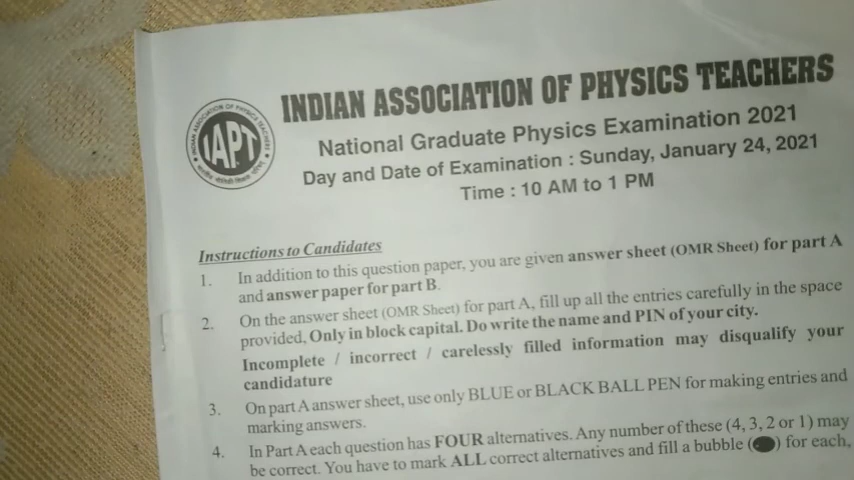 INDIAN ASSOCIATION OF PHYSICS TEACHERS
INDIAN ASSOCIATION OF PHYSICS TEACHERS
IAPT
National Graduate Physics Examination 2021
Day and Date of Examination : Sunday, January 24, 2021
Time : 10 AM to 1 PM
Instructions to Candidates
1. In addition to this question paper, you are given answer sheet (OMR Sheet) for part A
and answer paper for part B.
2. On the answer sheet (OMR Sheet) for part A, fill up all the entries carefully in the space
provided, Only in block capital. Do write the name and PIN of your city.
Incomplete / incorrect / carelessly filled information may disqualify your
candidature
3. On part A answer sheet, use only BLUE or BLACK BALL PEN for making entries and
marking answers.
4. In Part A each question has FOUR alternatives. Any number of these (4, 3, 2 or 1) may
be correct. You have to mark ALL correct alternatives and fill a bubble ( ) for each,